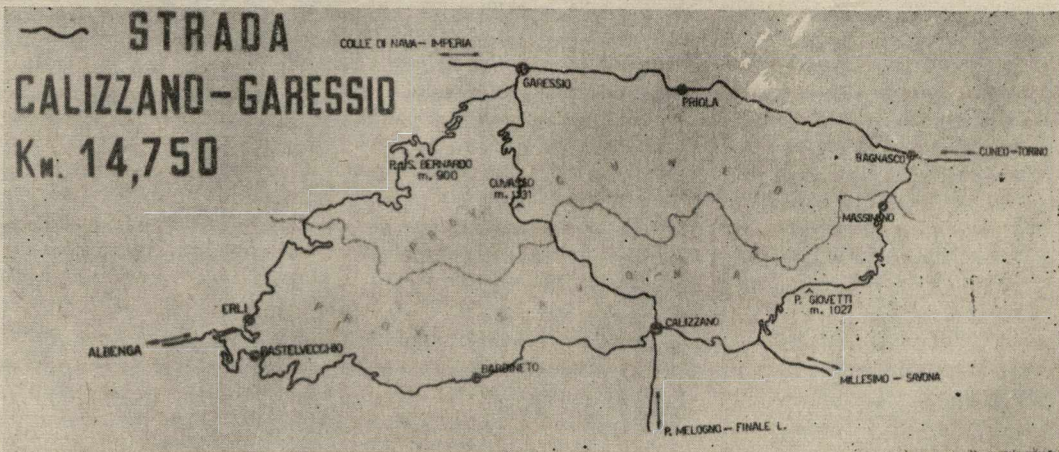 STRADA
CALIZZANO-GARESSIO
KM. 14,750
COLLE DI NAVA - IMPERIA
GARESSIO
PRIOLA
BAGNASCO
CUNEO-TORINO
S. BERNARDO
m. 900
MASSIMINO
P. GIOVETTI
m. 1027
ERLI
CALIZZANO
ALBENGA
BARDINETO
MILLESIMO - SAVONA
P. MELOGNO - FINALE L.